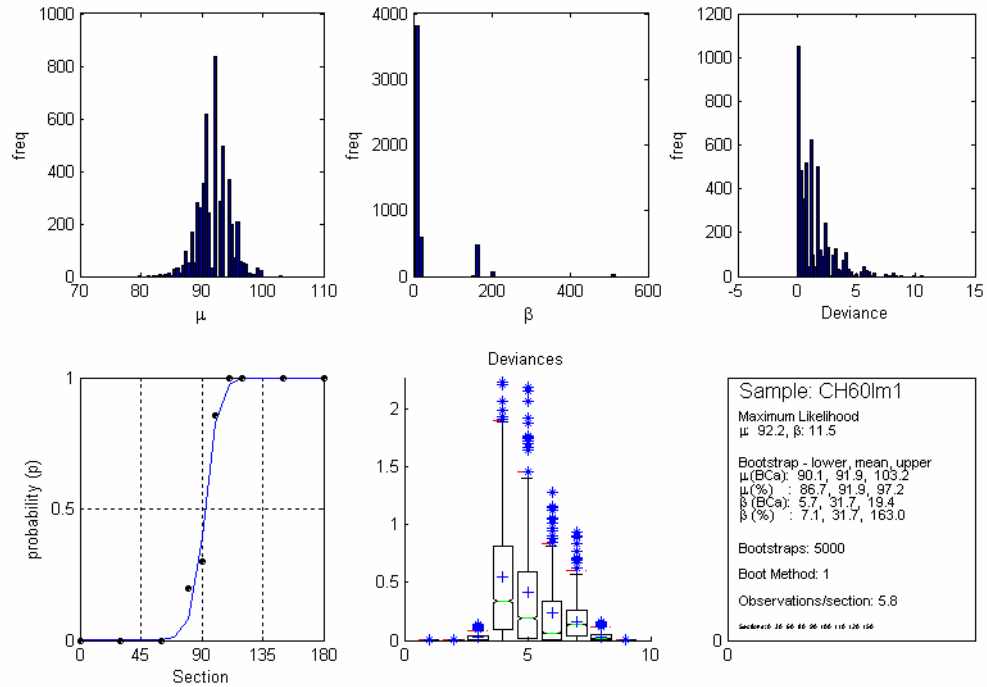 1000
800
600
400
200
0
freq
70 90 100 110
μ
4000
3000
2000
4000
0
freq
0 200 400 600
β
1200
1000
800
600
400
200
0
freq
-5 0 5 10 15
Deviance
1
0.5
0
probability (p)
0 45 90 135 180
Section
Deviances
2
1.5
1
0.5
0
0 5 10
Sample: CH60lm1
Maximum Likelihood
μ: 92.2, β: 11.5
Bootstrap - lower, mean, upper
μ(BCa): 90.1, 91.9, 103.2
μ(%) : 86.7, 91.9, 97.2
β(BCa): 5.7, 31.7, 19.4
β(%) : 7.1, 31.7, 163.0
Bootstraps: 5000
Boot Method: 1
Observations/section: 5.8
0
0